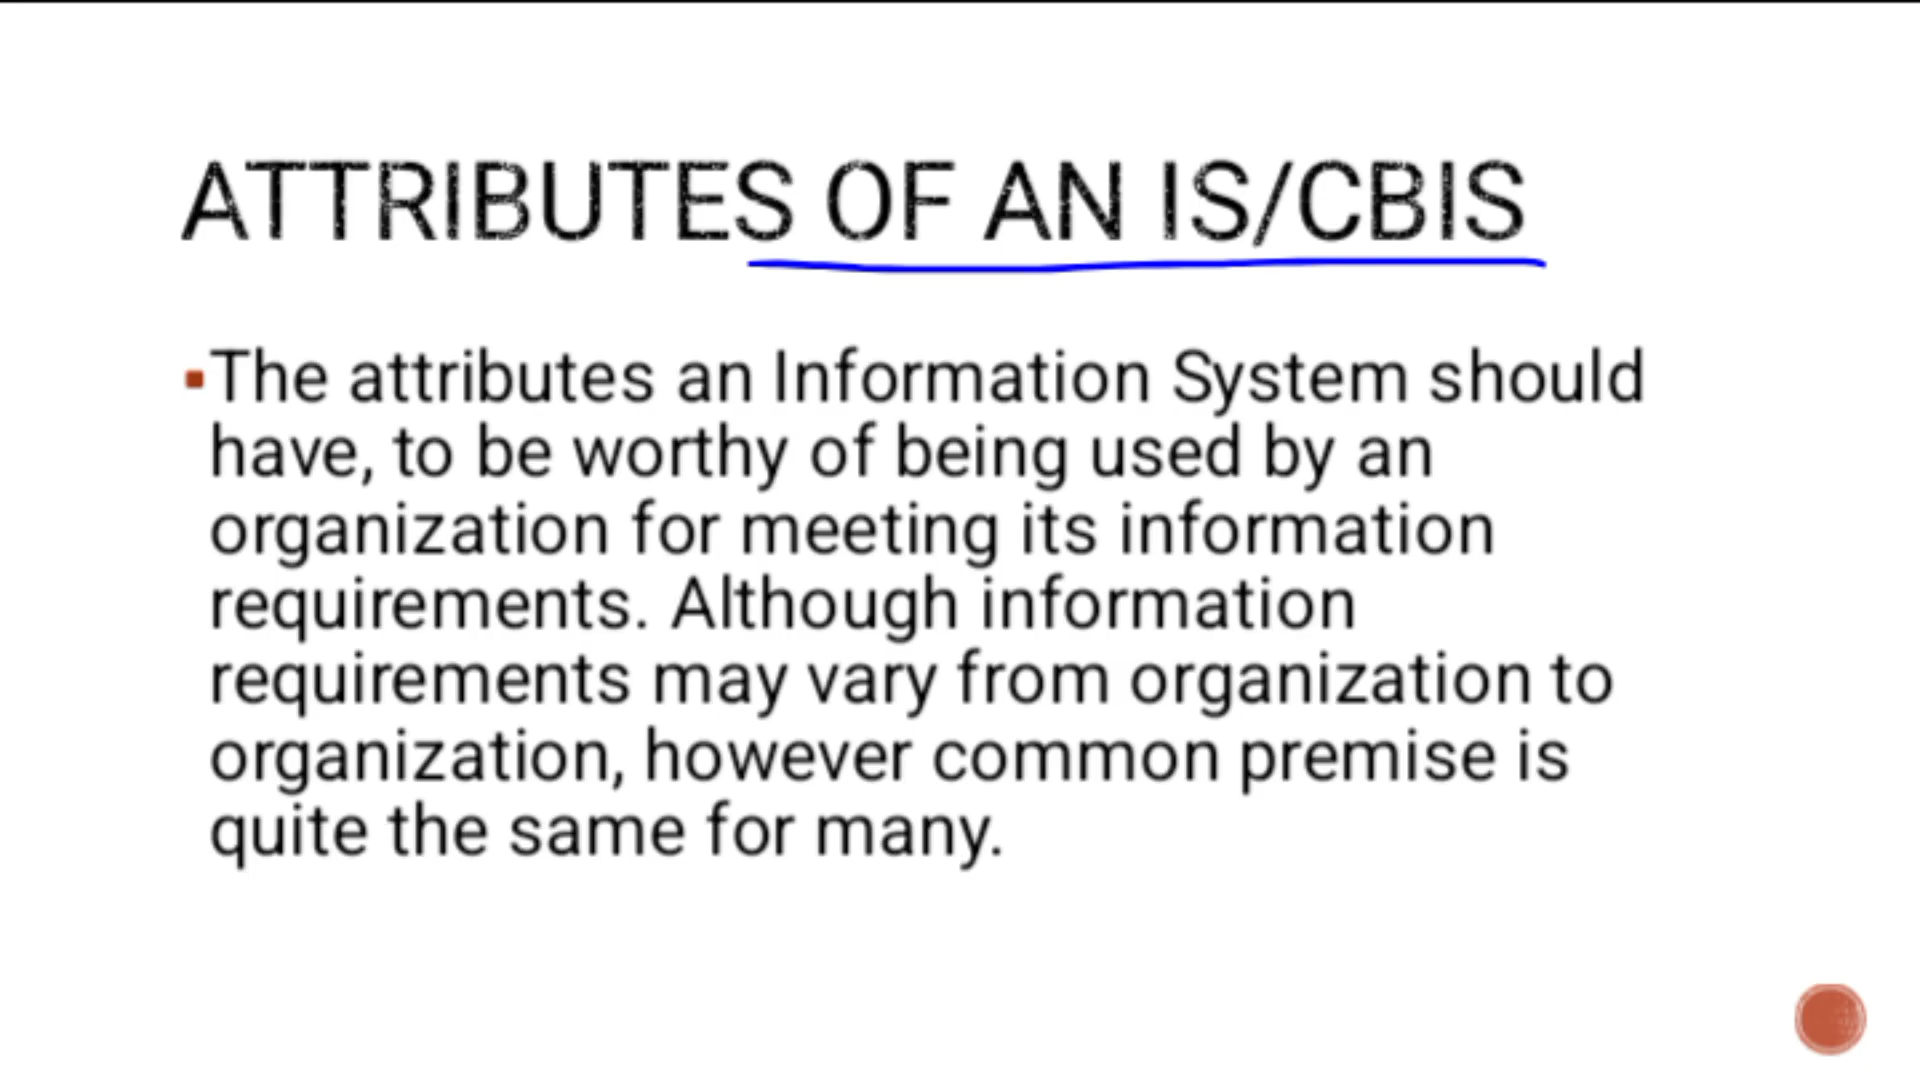 ATTRIBUTES OF AN IS/CBIS
▪The attributes an Information System should
have, to be worthy of being used by an
organization for meeting its information
requirements. Although information
requirements may vary from organization to
organization, however common premise is
quite the same for many.